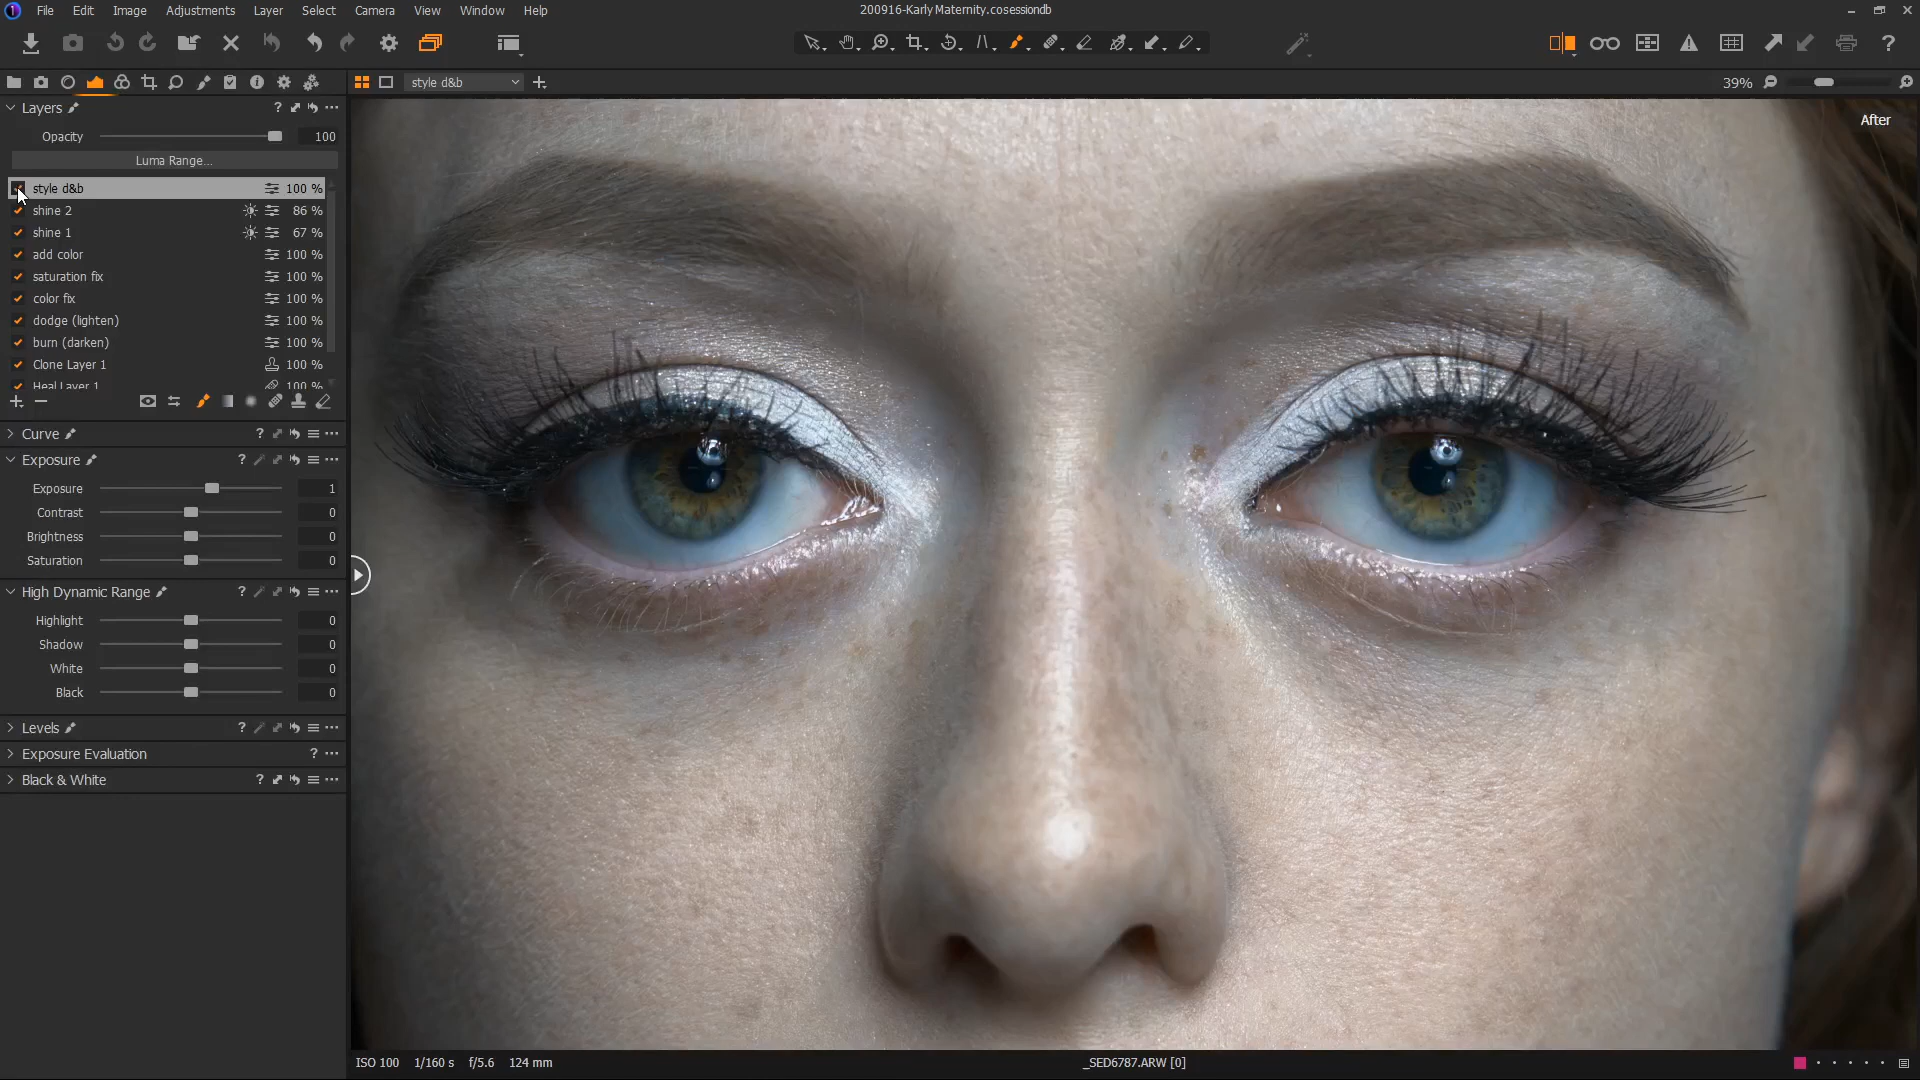 File Edit Image Adjustments Layer Select Camera View Window Help
200916-Karly Maternity.cosessiondb
style d&b
39%
Layers
After
Opacity 100
Luma Range...
style d&b 100 %
shine 2 86 %
shine 1 67 %
add color 100 %
saturation fix 100 %
color fix 100 %
dodge (lighten) 100 %
burn (darken) 100 %
Clone Layer 1 100 %
Heal Layer 1 100 %
Curve
Exposure
Exposure 1
Contrast 0
Brightness 0
Saturation 0
High Dynamic Range
Highlight 0
Shadow 0
White 0
Black 0
Levels
Exposure Evaluation
Black & White
ISO 100 1/160 s f/5.6 124 mm
_SED6787.ARW [0]